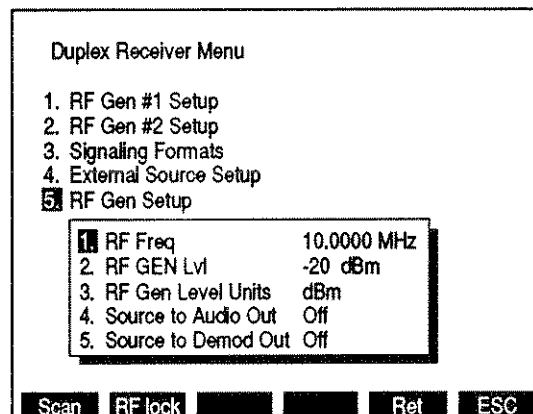 Duplex Receiver Menu
1. RF Gen #1 Setup
2. RF Gen #2 Setup
3. Signaling Formats
4. External Source Setup
5. RF Gen Setup
1. RF Freq 10.0000 MHz
2. RF GEN Lvl -20 dBm
3. RF Gen Level Units dBm
4. Source to Audio Out Off
5. Source to Demod Out Off
Scan RF lock Ret ESC